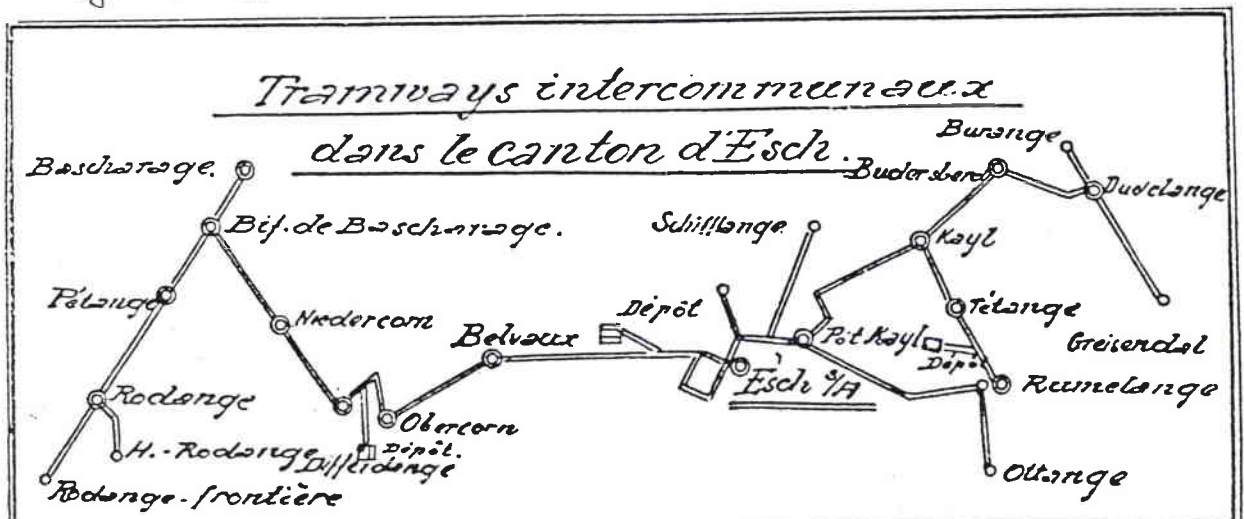 Tramways intercommunaux
dans le canton d'Esch.
Bascharage.
Bif. de Bascharage.
Pétange
Niedercorn
Rodange
H.-Rodange
Rodange-frontière
Differdange
Dépôt.
Obercorn
Belvaux
Dépôt
Esch s/A
Schifflange
Pôt Kayl
Kayl
Budersberg
Burange
Dudelange
Greisendal
Tétange
Dépôt
Rumelange
Ottange